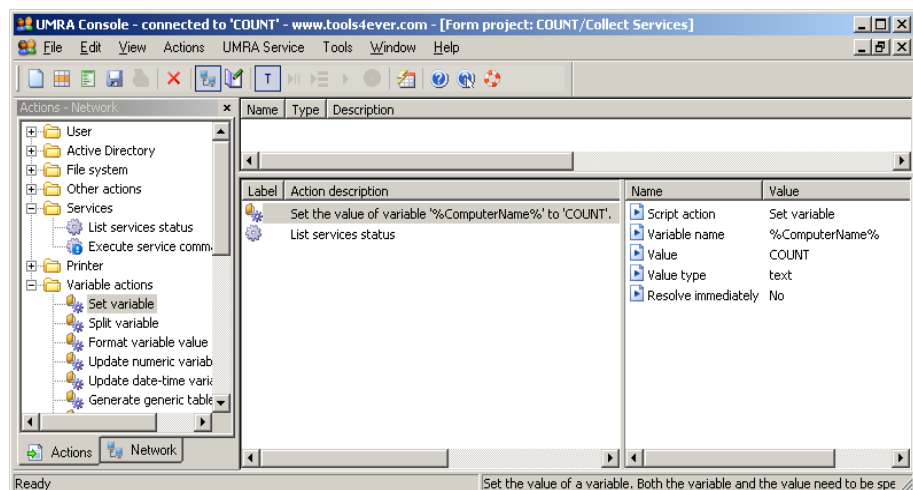 UMRA Console - connected to 'COUNT' - www.tools4ever.com - [Form project: COUNT/Collect Services]
File Edit View Actions UMRA Service Tools Window Help
T
Actions - Network
User
Active Directory
File system
Other actions
Services
List services status
Execute service comm
Printer
Variable actions
Set variable
Split variable
Format variable value
Update numeric variab
Update date-time varia
Generate generic table
Actions Network
Name Type Description
Label Action description
Set the value of variable '%ComputerName%' to 'COUNT'.
List services status
Name Value
Script action Set variable
Variable name %ComputerName%
Value COUNT
Value type text
Resolve immediately No
Ready
Set the value of a variable. Both the variable and the value need to be spe